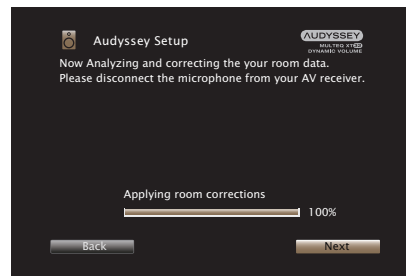 Audyssey Setup
AUDYSSEY
MULTEQ XT32
DYNAMIC VOLUME
Now Analyzing and correcting the your room data.
Please disconnect the microphone from your AV receiver.
Applying room corrections
100%
Back
Next